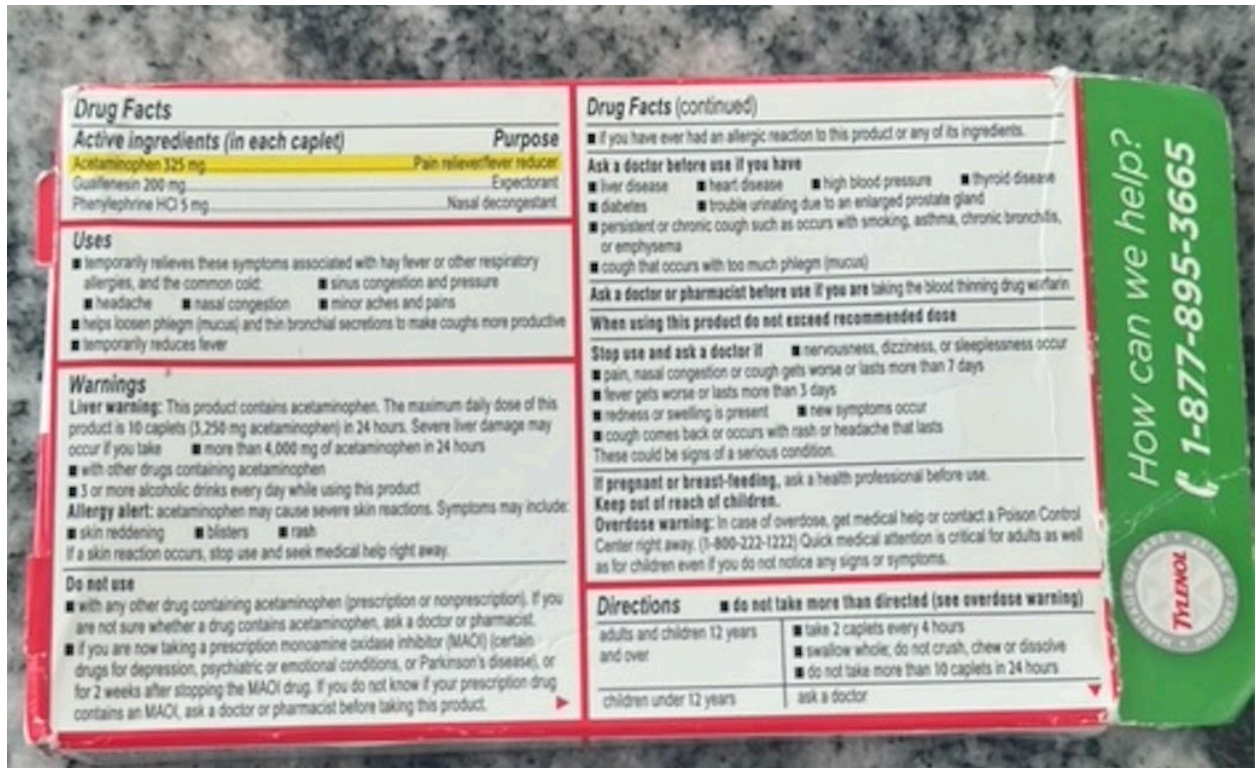 Drug Facts
Active ingredients (in each caplet) Purpose
Acetaminophen 325 mg Pain reliever/fever reducer
Guaifenesin 200 mg Expectorant
Phenylephrine HCl 5 mg Nasal decongestant
Uses
■ temporarily relieves these symptoms associated with hay fever or other respiratory
allergies, and the common cold: ■ sinus congestion and pressure
■ headache ■ nasal congestion ■ minor aches and pains
■ helps loosen phlegm (mucus) and thin bronchial secretions to make coughs more productive
■ temporarily reduces fever
Warnings
Liver warning: This product contains acetaminophen. The maximum daily dose of this
product is 10 caplets (3,250 mg acetaminophen) in 24 hours. Severe liver damage may
occur if you take ■ more than 4,000 mg of acetaminophen in 24 hours
■ with other drugs containing acetaminophen
■ 3 or more alcoholic drinks every day while using this product
Allergy alert: acetaminophen may cause severe skin reactions. Symptoms may include:
■ skin reddening ■ blisters ■ rash
If a skin reaction occurs, stop use and seek medical help right away.
Do not use
■ with any other drug containing acetaminophen (prescription or nonprescription). If you
are not sure whether a drug contains acetaminophen, ask a doctor or pharmacist.
■ if you are now taking a prescription monoamine oxidase inhibitor (MAOI) (certain
drugs for depression, psychiatric or emotional conditions, or Parkinson's disease), or
for 2 weeks after stopping the MAOI drug. If you do not know if your prescription drug
contains an MAOI, ask a doctor or pharmacist before taking this product.
Drug Facts (continued)
■ if you have ever had an allergic reaction to this product or any of its ingredients.
Ask a doctor before use if you have
■ liver disease ■ heart disease ■ high blood pressure ■ thyroid disease
■ diabetes ■ trouble urinating due to an enlarged prostate gland
■ persistent or chronic cough such as occurs with smoking, asthma, chronic bronchitis,
or emphysema
■ cough that occurs with too much phlegm (mucus)
Ask a doctor or pharmacist before use if you are taking the blood thinning drug warfarin
When using this product do not exceed recommended dose
Stop use and ask a doctor if ■ nervousness, dizziness, or sleeplessness occur
■ pain, nasal congestion or cough gets worse or lasts more than 7 days
■ fever gets worse or lasts more than 3 days
■ redness or swelling is present ■ new symptoms occur
■ cough comes back or occurs with rash or headache that lasts
These could be signs of a serious condition.
If pregnant or breast-feeding, ask a health professional before use.
Keep out of reach of children.
Overdose warning: In case of overdose, get medical help or contact a Poison Control
Center right away. (1-800-222-1222) Quick medical attention is critical for adults as well
as for children even if you do not notice any signs or symptoms.
Directions ■ do not take more than directed (see overdose warning)
adults and children 12 years
and over
■ take 2 caplets every 4 hours
■ swallow whole; do not crush, chew or dissolve
■ do not take more than 10 caplets in 24 hours
children under 12 years ask a doctor
How can we help?
1-877-895-3665
TYLENOL